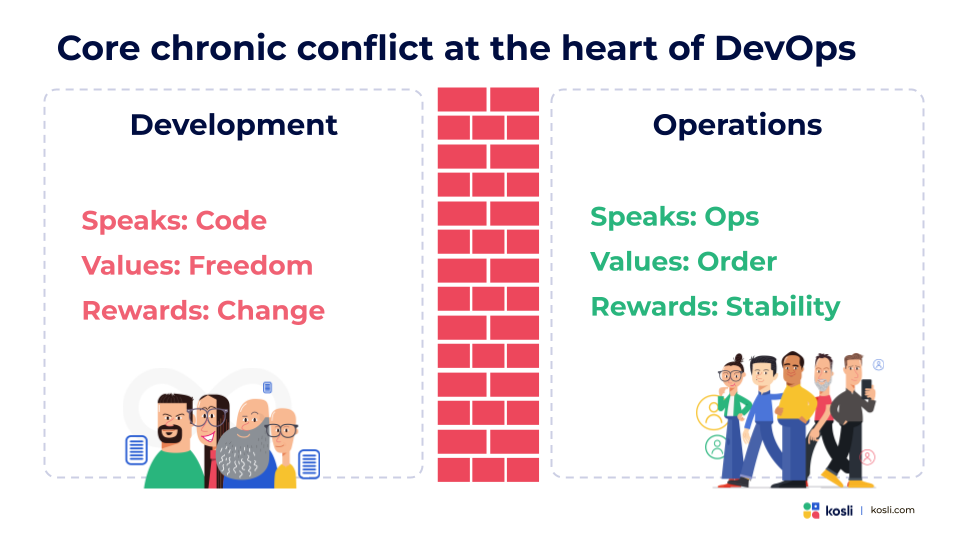 Core chronic conflict at the heart of DevOps
Development
Speaks: Code
Values: Freedom
Rewards: Change
Operations
Speaks: Ops
Values: Order
Rewards: Stability
kosli | kosli.com